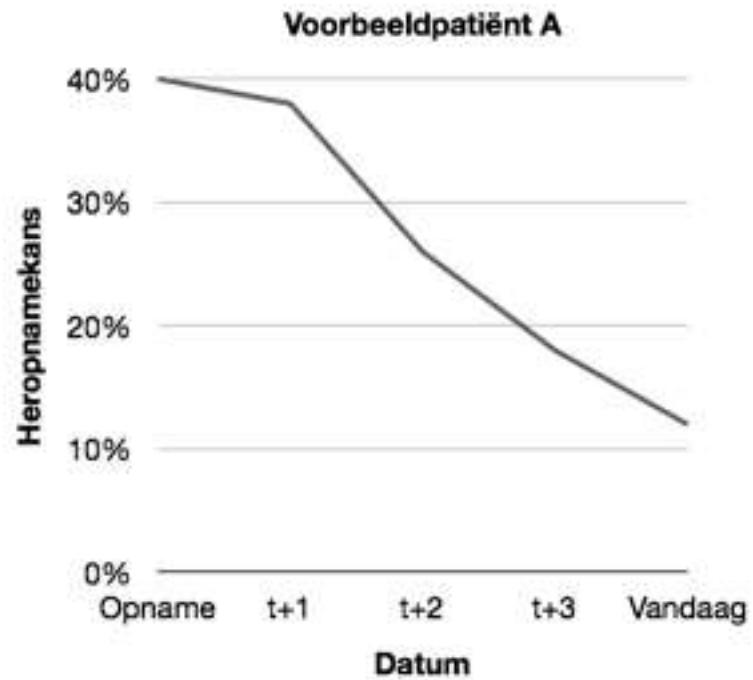 Voorbeeldpatiënt A
40%
30%
20%
10%
0%
Heropnamekans
Opname t+1 t+2 t+3 Vandaag
Datum